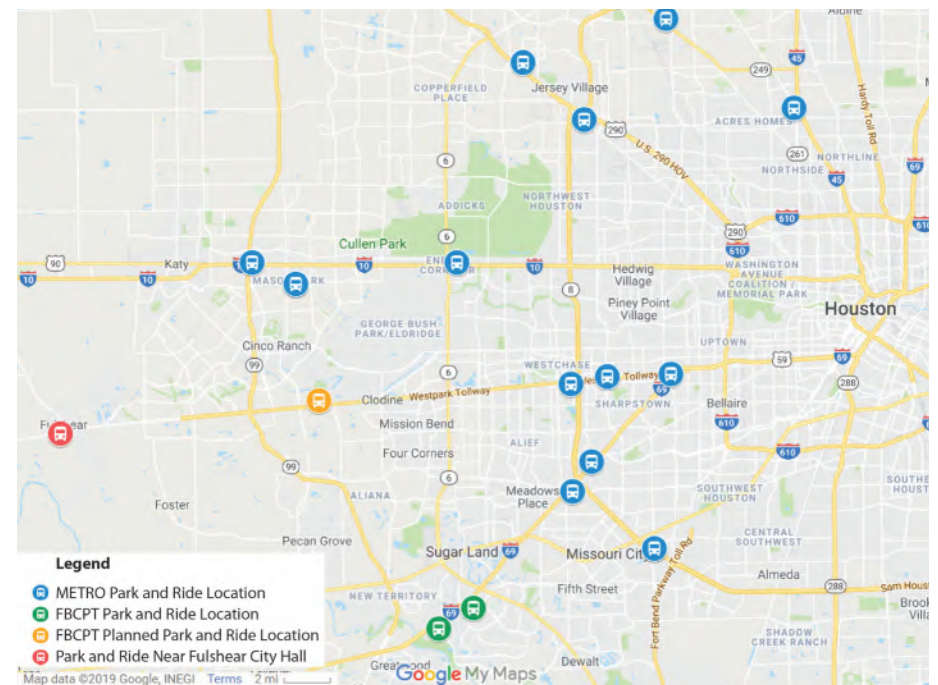 Aldine
45
249
COPPERFIELD
PLACE
Jersey Village
Hardy Toll Rd
ACRES HOMES
290
U.S. 290 HOV
6
261
NORTHLINE
NORTHSIDE
45
69
NORTHWEST
HOUSTON
ADDICKS
610
610
290
610
6
Cullen Park
90
Katy
10
10
10
10
10
Hedwig
Village
WASHINGTON
AVENUE
COALITION /
MEMORIAL PARK
8
Piney Point
Village
Houston
GEORGE BUSH
PARK/ELDRIDGE
Cinco Ranch
UPTOWN
59
69
99
6
WESTCHASE
Tollway
69
288
Clodine
Westpark Tollway
SHARPSTOWN
Bellaire
Mission Bend
610
ALIEF
Four Corners
610
99
6
Meadows
Place
SOUTHWEST
HOUSTON
ALIANA
Foster
Pecan Grove
CENTRAL
SOUTHWEST
Sugar Land
69
Missouri City
Fort Bend Parkway Toll Rd
Almeda
288
Sam Hous
Fifth Street
NEW TERRITORY
69
SHADOW
CREEK RANCH
Dewalt
Legend
METRO Park and Ride Location
FBCPT Park and Ride Location
FBCPT Planned Park and Ride Location
Park and Ride Near Fulshear City Hall
Google My Maps
Map data ©2019 Google, INEGI Terms 2 mi